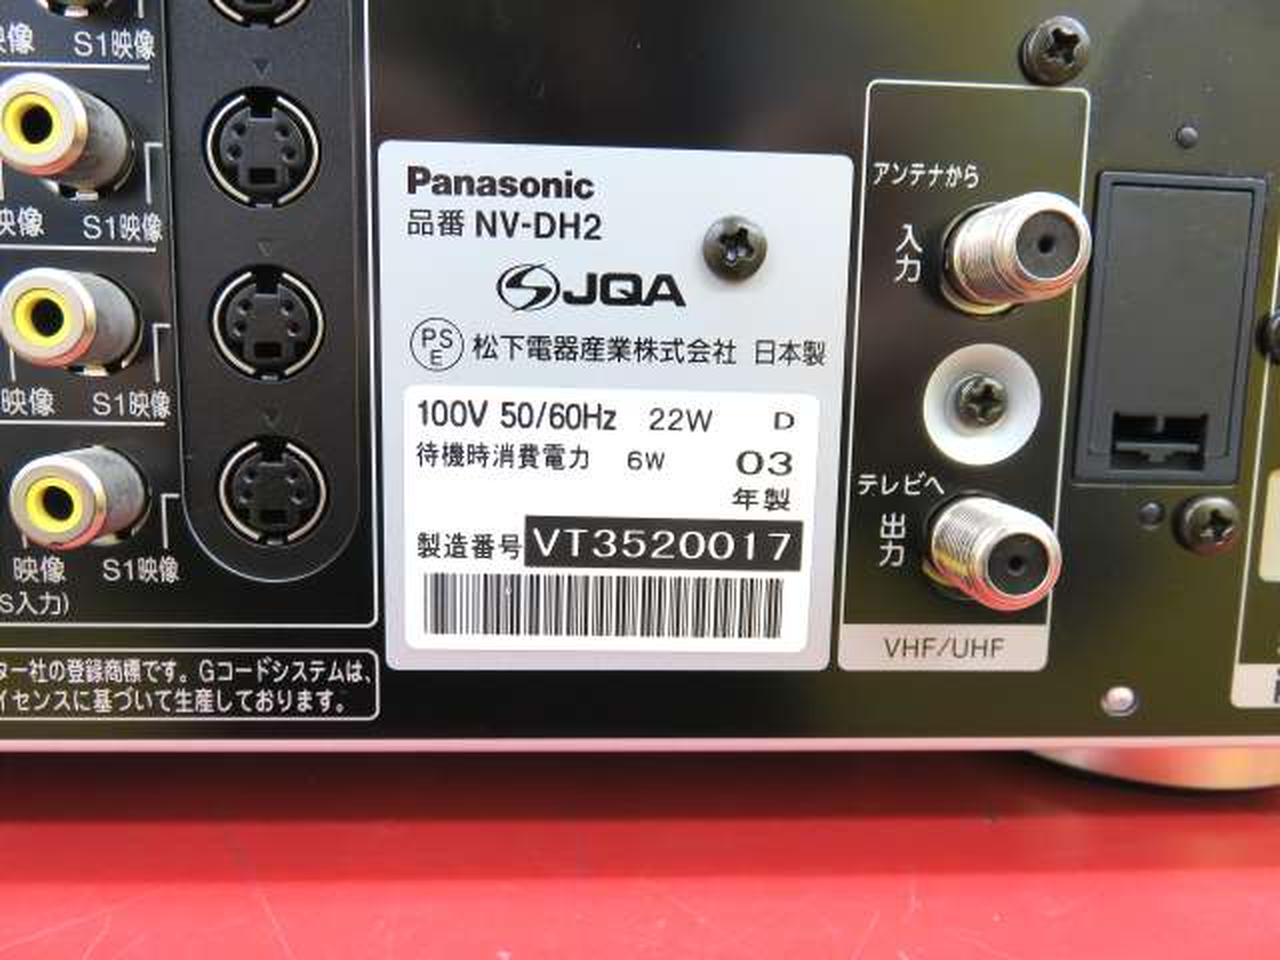 映像 S1映像
映像 S1映像
映像 S1映像
映像 S1映像
S入力)
ター社の登録商標です。Gコードシステムは、
イセンスに基づいて生産しております。
Panasonic
品番 NV-DH2
JQA
PS
E
松下電器産業株式会社 日本製
100V 50/60Hz 22W D
待機時消費電力 6W 03
年製
製造番号 VT3520017
アンテナから
入力
テレビへ
出力
VHF/UHF